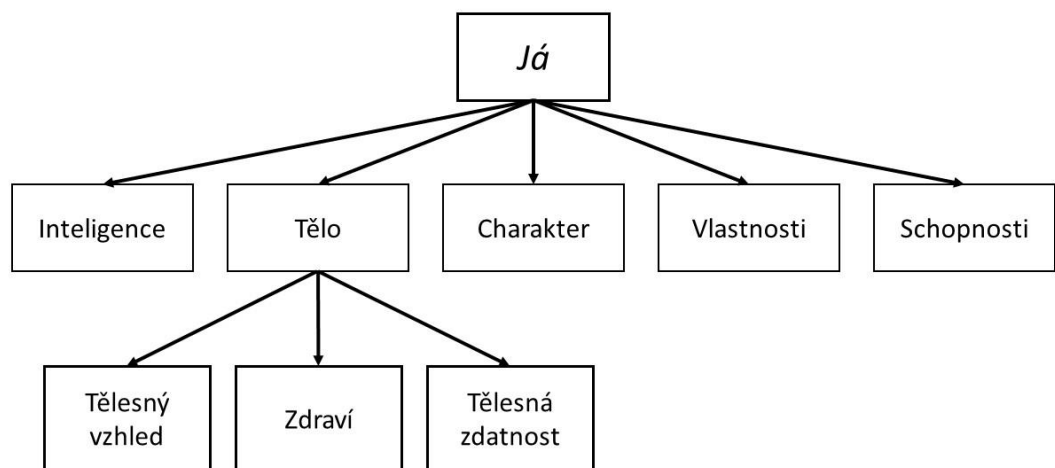 Já
Inteligence
Tělo
Charakter
Vlastnosti
Schopnosti
Tělesný
vzhled
Zdraví
Tělesná
zdatnost